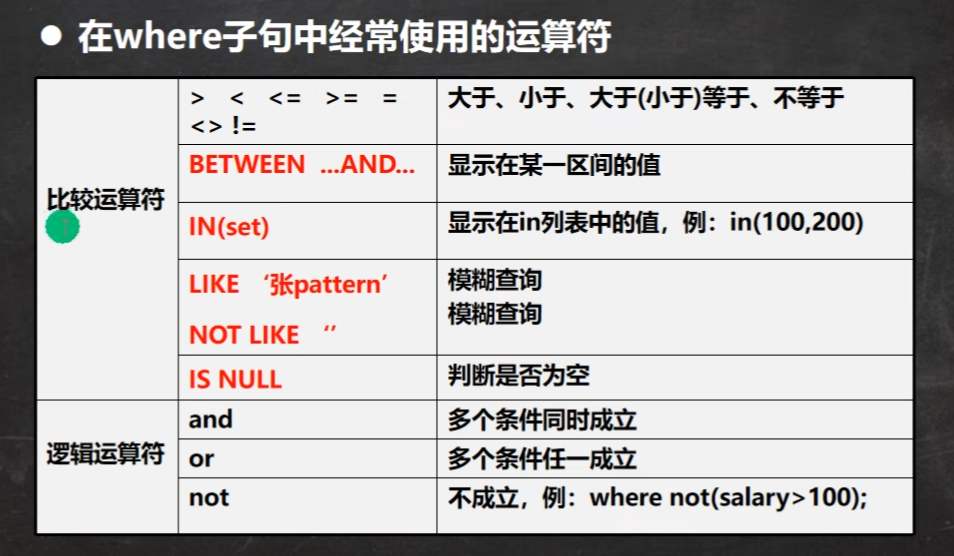 ● 在where子句中经常使用的运算符
比较运算符
> < <= >= =
<> !=
大于、小于、大于(小于)等于、不等于
BETWEEN ...AND...
显示在某一区间的值
IN(set)
显示在in列表中的值，例：in(100,200)
LIKE ‘张pattern’
NOT LIKE ‘’
模糊查询
模糊查询
IS NULL
判断是否为空
逻辑运算符
and
多个条件同时成立
or
多个条件任一成立
not
不成立，例：where not(salary>100);